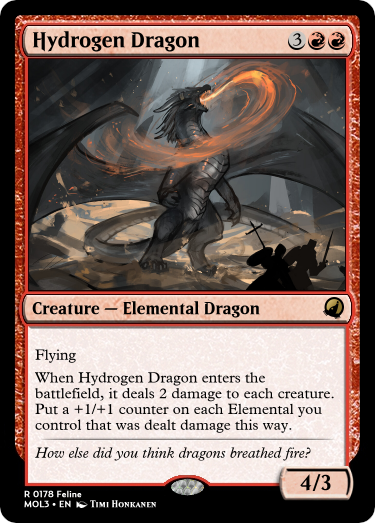 Hydrogen Dragon 3
Creature — Elemental Dragon
Flying
When Hydrogen Dragon enters the
battlefield, it deals 2 damage to each creature.
Put a +1/+1 counter on each Elemental you
control that was dealt damage this way.
How else did you think dragons breathed fire?
4/3
R 0178 Feline
MOL3 • EN Timi Honkanen